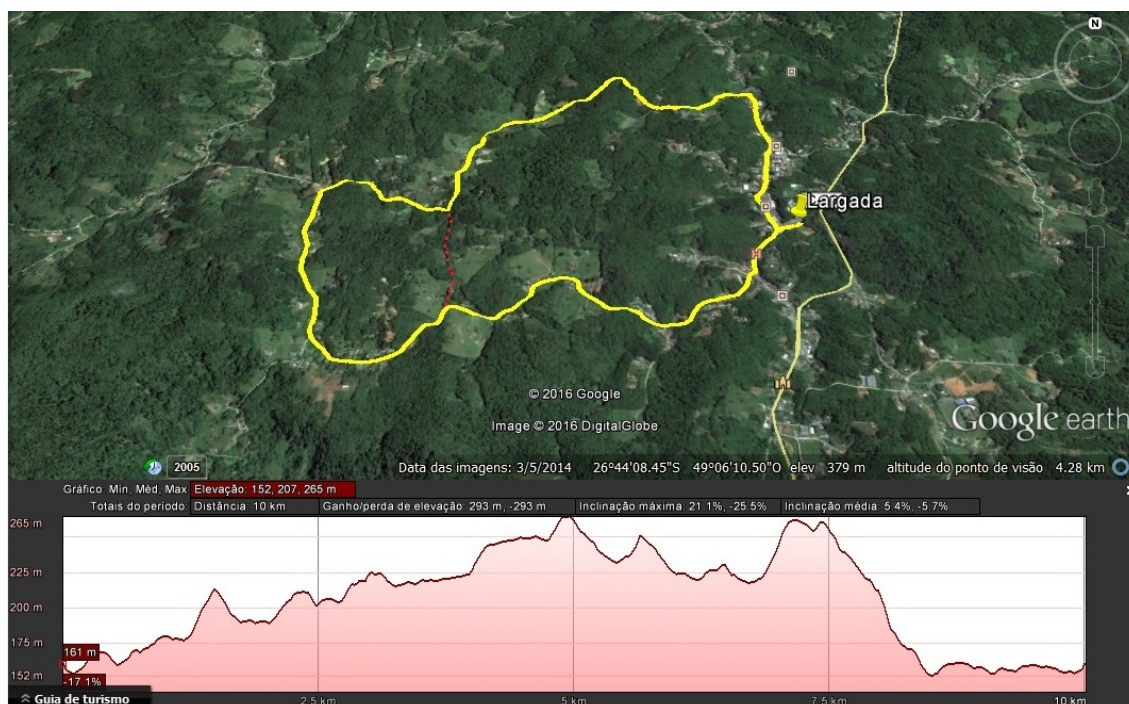 N
Largada
H
© 2016 Google
Image © 2016 DigitalGlobe
Google earth
2005
Data das imagens: 3/5/2014 26°44'08.45"S 49°06'10.50"O elev 379 m altitude do ponto de visão 4.28 km
Gráfico: Mín, Méd, Max Elevação: 152, 207, 265 m
Totais do período: Distância: 10 km Ganho/perda de elevação: 293 m, -293 m Inclinação máxima: 21.1%, -25.5% Inclinação média: 5.4%, -5.7%
265 m
225 m
200 m
175 m
161 m
152 m
-17.1%
Guia de turismo
2.5 km 5 km 7.5 km 10 km